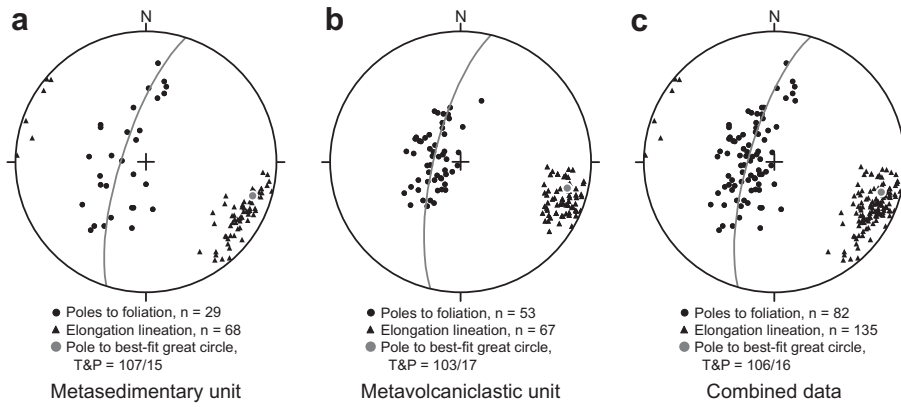 a
N
Poles to foliation, n = 29
Elongation lineation, n = 68
Pole to best-fit great circle,
T&P = 107/15
Metasedimentary unit
b
N
Poles to foliation, n = 53
Elongation lineation, n = 67
Pole to best-fit great circle,
T&P = 103/17
Metavolcaniclastic unit
c
N
Poles to foliation, n = 82
Elongation lineation, n = 135
Pole to best-fit great circle,
T&P = 106/16
Combined data